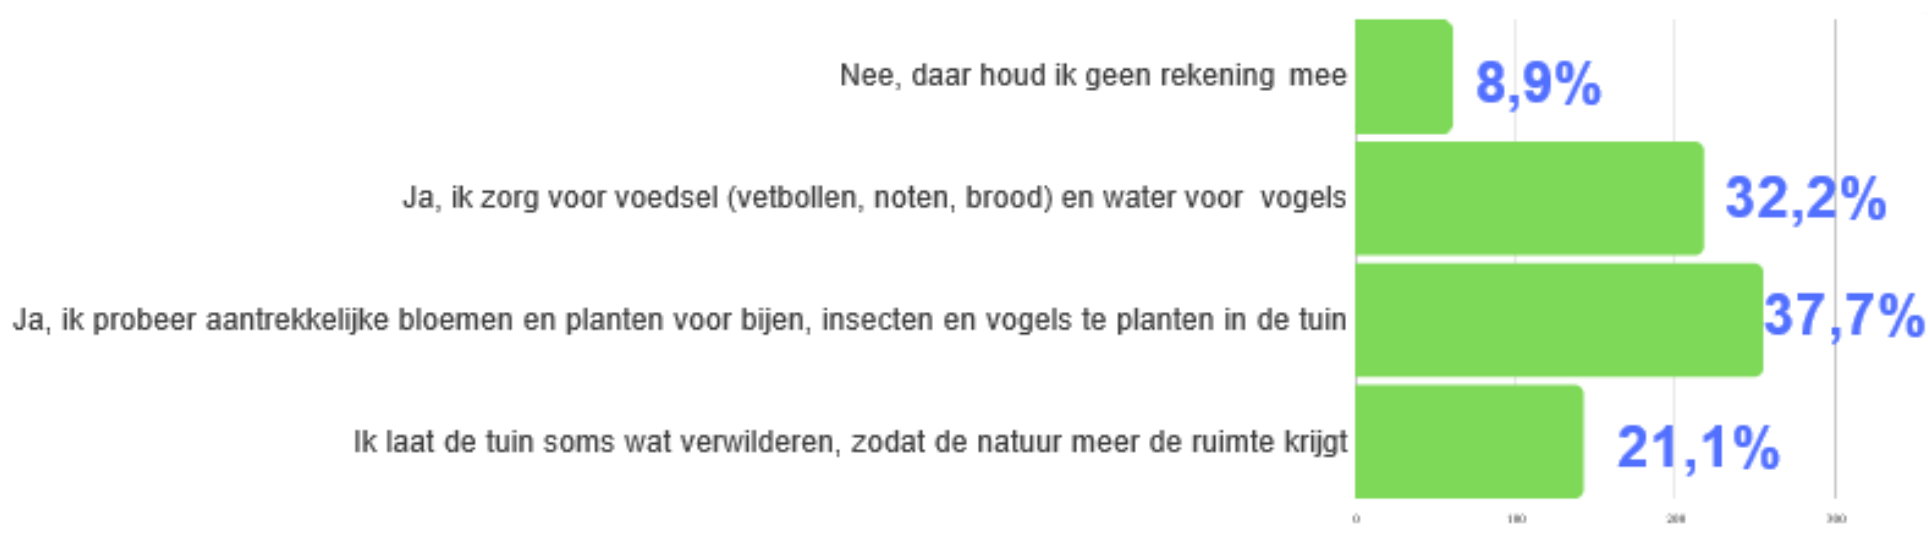 Nee, daar houd ik geen rekening mee
8,9%
Ja, ik zorg voor voedsel (vetbollen, noten, brood) en water voor vogels
32,2%
Ja, ik probeer aantrekkelijke bloemen en planten voor bijen, insecten en vogels te planten in de tuin
37,7%
Ik laat de tuin soms wat verwilderen, zodat de natuur meer de ruimte krijgt
21,1%
0 100 200 300